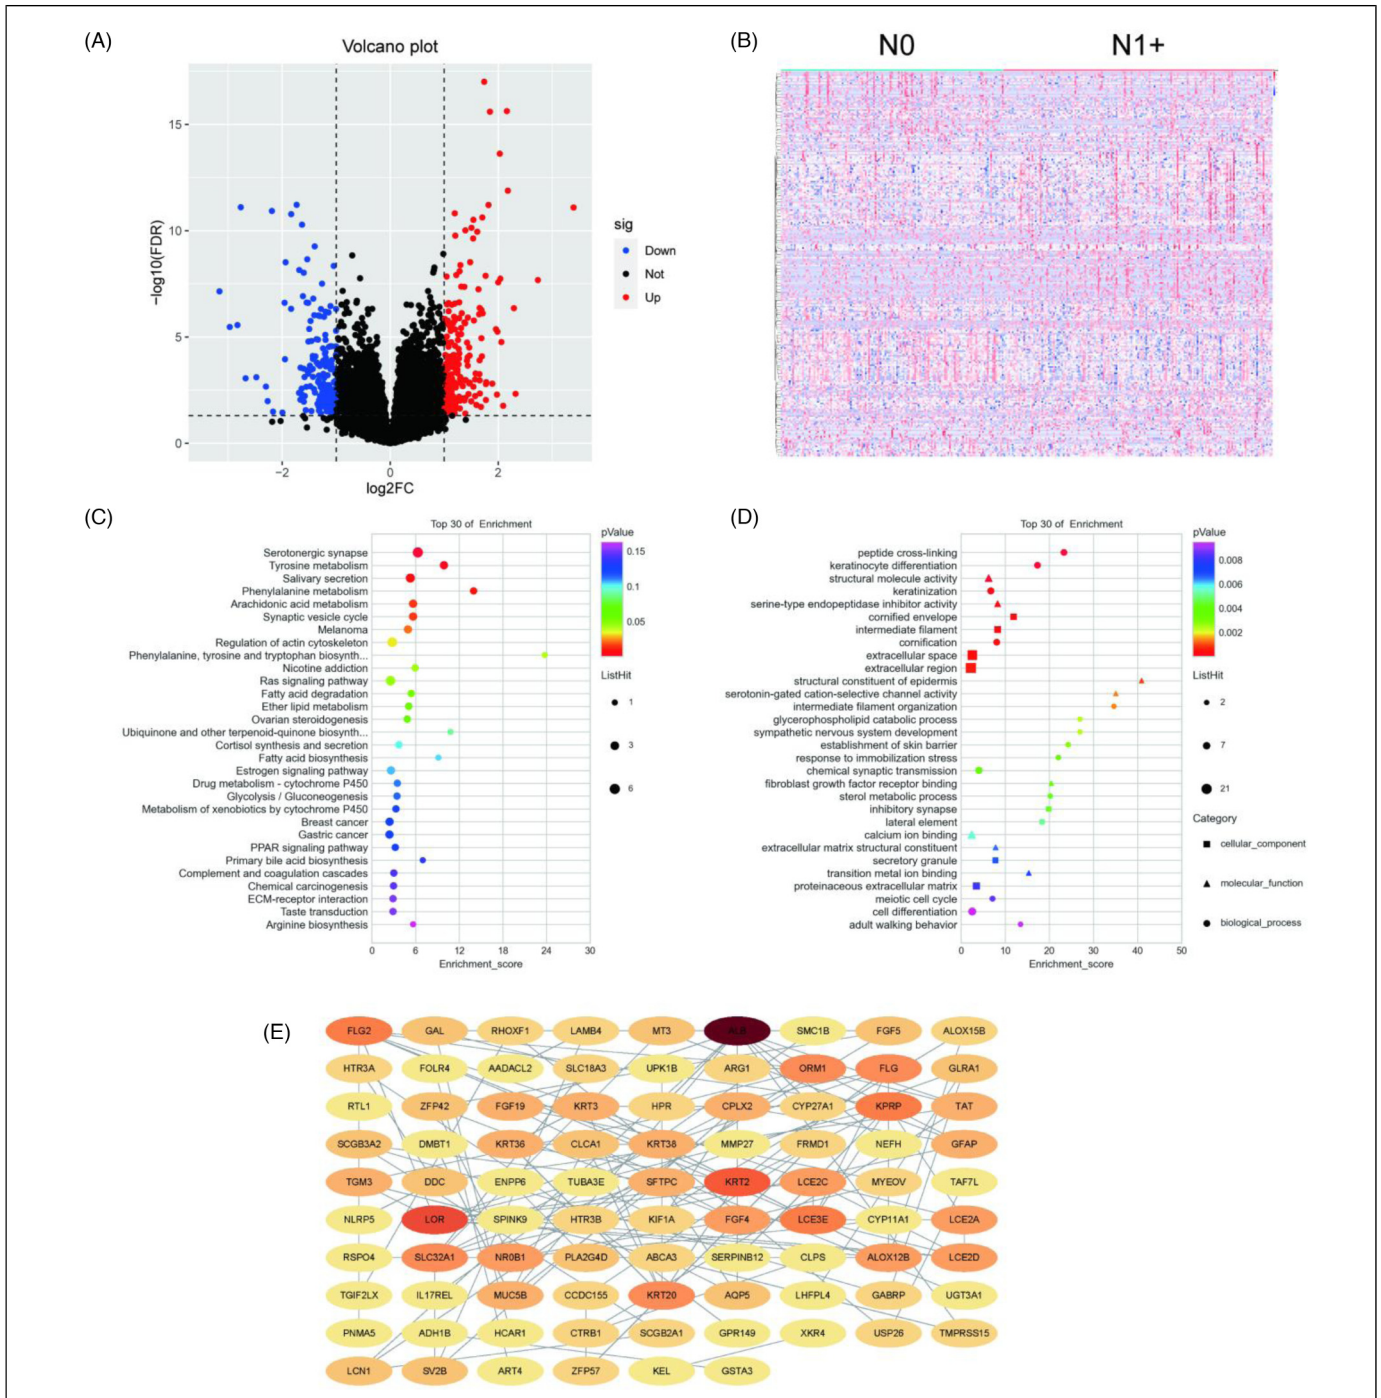 (A)
Volcano plot
−log10(FDR)
15
10
5
0
−2
0
2
log2FC
sig
Down
Not
Up
(B)
N0
N1+
(C)
Top 30 of Enrichment
Serotonergic synapse
Tyrosine metabolism
Salivary secretion
Phenylalanine metabolism
Arachidonic acid metabolism
Synaptic vesicle cycle
Melanoma
Regulation of actin cytoskeleton
Phenylalanine, tyrosine and tryptophan biosynth...
Nicotine addiction
Ras signaling pathway
Fatty acid degradation
Ether lipid metabolism
Ovarian steroidogenesis
Ubiquinone and other terpenoid-quinone biosynth...
Cortisol synthesis and secretion
Fatty acid biosynthesis
Estrogen signaling pathway
Drug metabolism - cytochrome P450
Glycolysis / Gluconeogenesis
Metabolism of xenobiotics by cytochrome P450
Breast cancer
Gastric cancer
PPAR signaling pathway
Primary bile acid biosynthesis
Complement and coagulation cascades
Chemical carcinogenesis
ECM-receptor interaction
Taste transduction
Arginine biosynthesis
0 6 12 18 24 30
Enrichment_score
pValue
0.15
0.1
0.05
ListHit
1
3
6
(D)
Top 30 of Enrichment
peptide cross-linking
keratinocyte differentiation
structural molecule activity
keratinization
serine-type endopeptidase inhibitor activity
cornified envelope
intermediate filament
cornification
extracellular space
extracellular region
structural constituent of epidermis
serotonin-gated cation-selective channel activity
intermediate filament organization
glycerophospholipid catabolic process
sympathetic nervous system development
establishment of skin barrier
response to immobilization stress
chemical synaptic transmission
fibroblast growth factor receptor binding
sterol metabolic process
inhibitory synapse
lateral element
calcium ion binding
extracellular matrix structural constituent
secretory granule
transition metal ion binding
proteinaceous extracellular matrix
meiotic cell cycle
cell differentiation
adult walking behavior
0 10 20 30 40 50
Enrichment_score
pValue
0.008
0.006
0.004
0.002
ListHit
2
7
21
Category
cellular_component
molecular_function
biological_process
(E)
FLG2 GAL RHOXF1 LAMB4 MT3 ALB SMC1B FGF5 ALOX15B
HTR3A FOLR4 AADACL2 SLC18A3 UPK1B ARG1 ORM1 FLG GLRA1
RTL1 ZFP42 FGF19 KRT3 HPR CPLX2 CYP27A1 KPRP TAT
SCGB3A2 DMBT1 KRT36 CLCA1 KRT38 MMP27 FRMD1 NEFH GFAP
TGM3 DDC ENPP6 TUBA3E SFTPC KRT2 LCE2C MYEOV TAF7L
NLRP5 LOR SPINK9 HTR3B KIF1A FGF4 LCE3E CYP11A1 LCE2A
RSPO4 SLC32A1 NR0B1 PLA2G4D ABCA3 SERPINB12 CLPS ALOX12B LCE2D
TGIF2LX IL17REL MUC5B CCDC155 KRT20 AQP5 LHFPL4 GABRP UGT3A1
PNMA5 ADH1B HCAR1 CTRB1 SCGB2A1 GPR149 XKR4 USP26 TMPRSS15
LCN1 SV2B ART4 ZFP57 KEL GSTA3